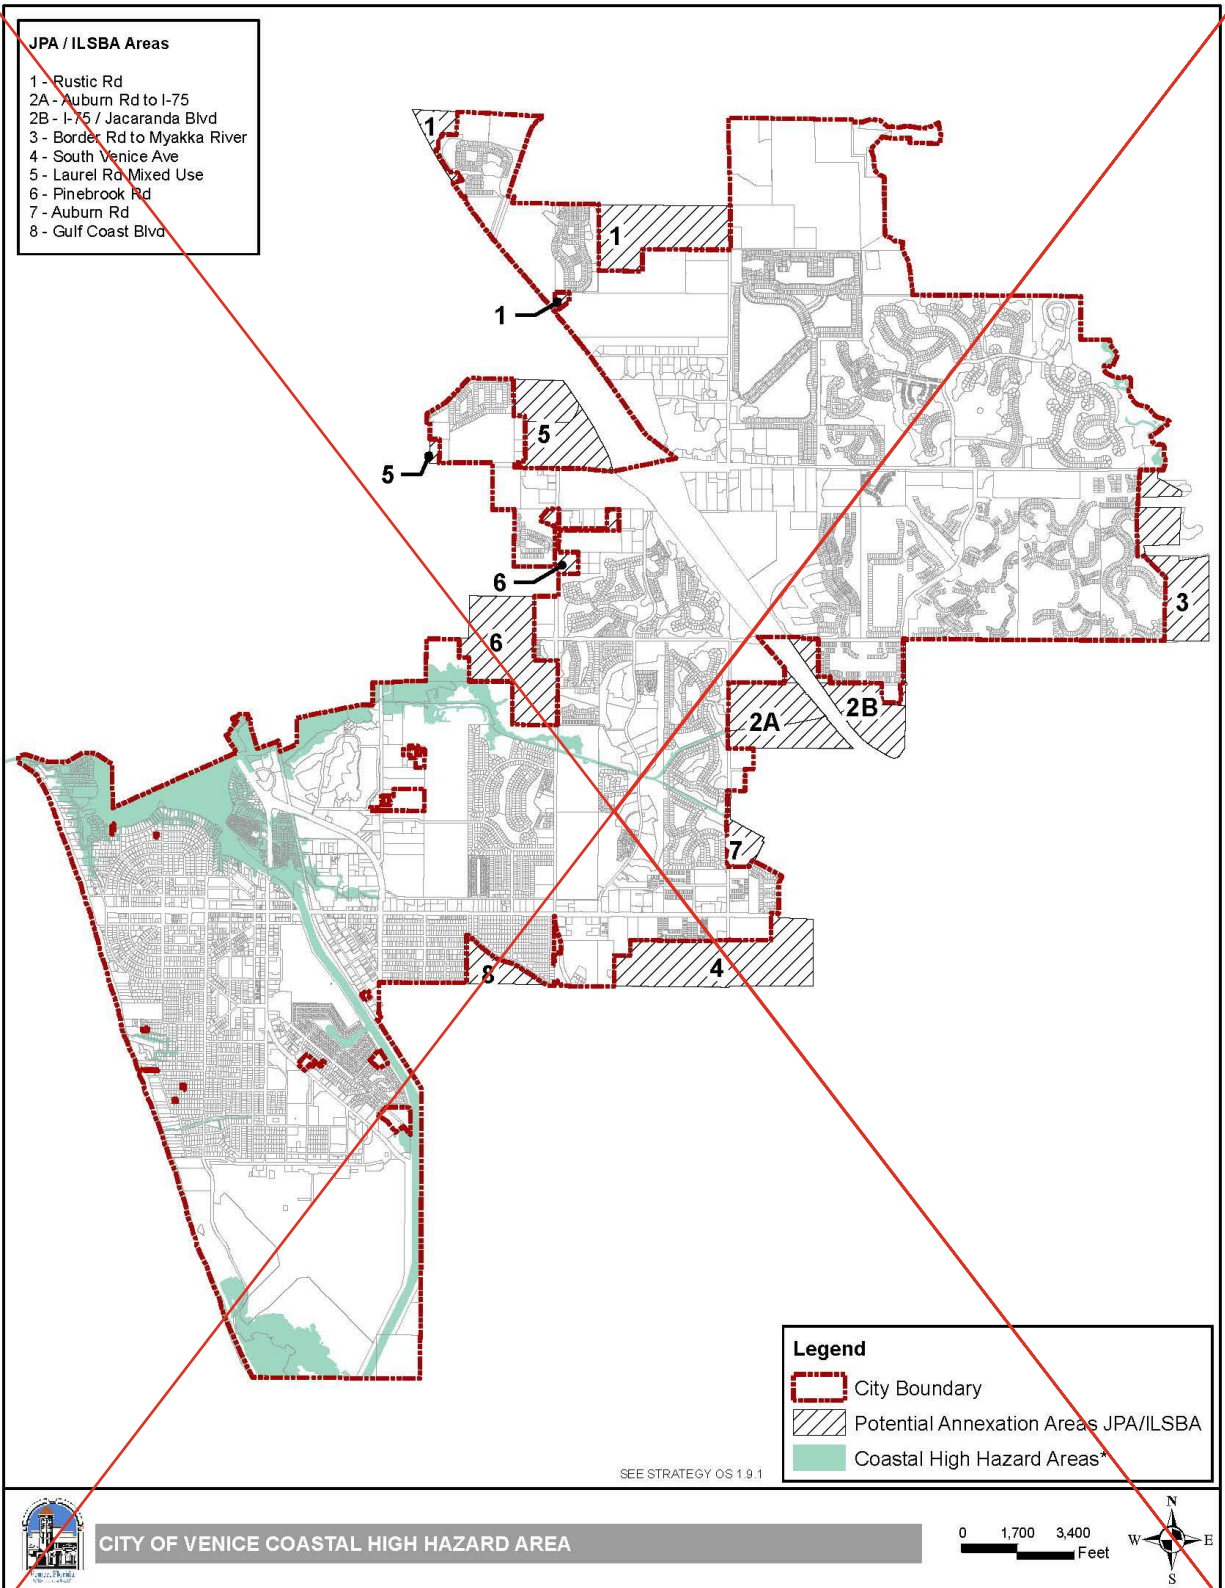 JPA / ILSBA Areas
1 - Rustic Rd
2A - Auburn Rd to I-75
2B - I-75 / Jacaranda Blvd
3 - Border Rd to Myakka River
4 - South Venice Ave
5 - Laurel Rd Mixed Use
6 - Pinebrook Rd
7 - Auburn Rd
8 - Gulf Coast Blvd
1
1
1
5
5
6
3
6
2A
2B
7
4
8
Legend
City Boundary
Potential Annexation Areas JPA/ILSBA
Coastal High Hazard Areas*
SEE STRATEGY OS 1.9.1
CITY OF VENICE COASTAL HIGH HAZARD AREA
0 1,700 3,400
Feet
N
W E
S
Venice, Florida